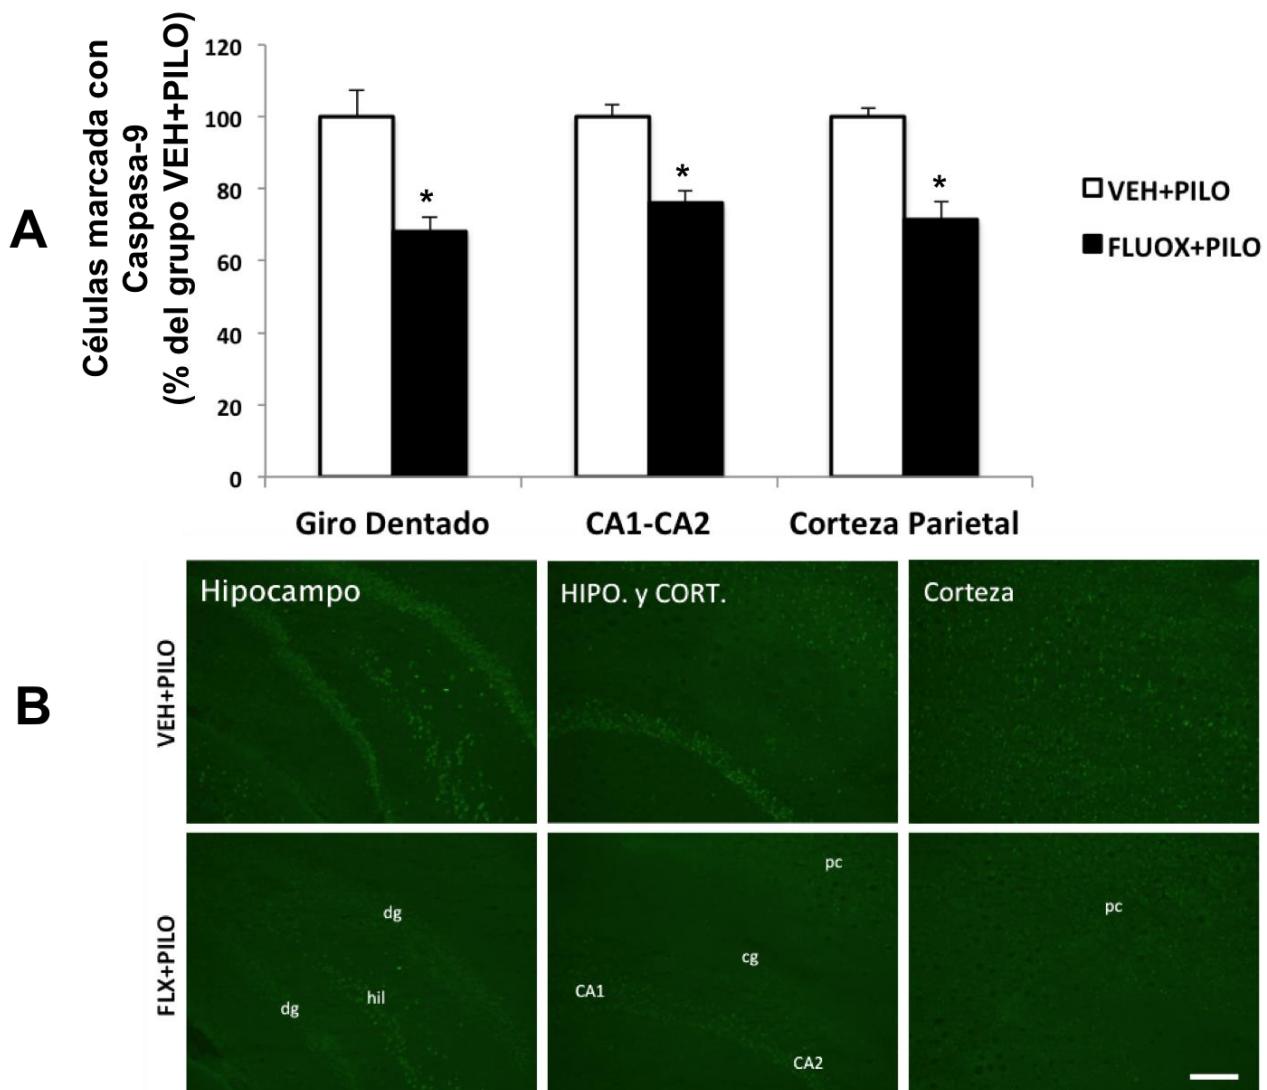 A
Células marcada con
Caspasa-9
(% del grupo VEH+PILO)
120
100
80
60
40
20
0
*
*
*
VEH+PILO
FLUOX+PILO
Giro Dentado
CA1-CA2
Corteza Parietal
B
VEH+PILO
Hipocampo
HIPO. y CORT.
Corteza
FLX+PILO
dg
hil
dg
pc
cg
CA1
CA2
pc